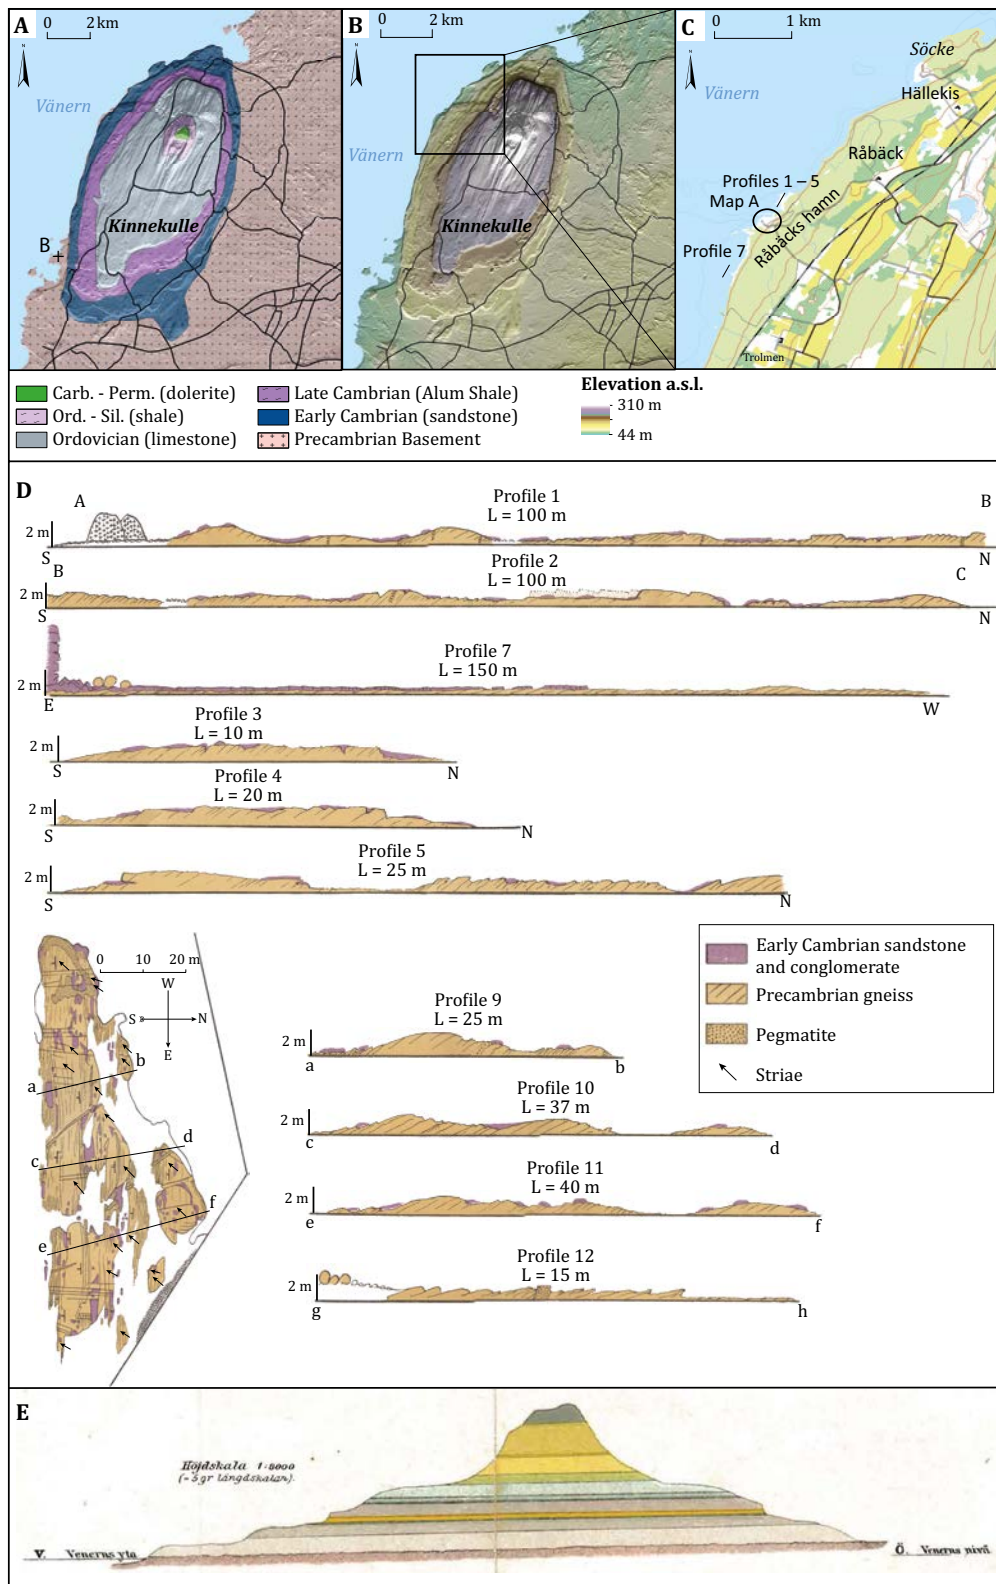 A
0 2 km
N
Vänern
Kinnekulle
B
B
0 2 km
N
Vänern
Kinnekulle
C
0 1 km
N
Söcke
Vänern
Hällekis
Råbäck
Profiles 1 – 5
Map A
Råbäcks hamn
Profile 7
Trolmen
Carb. - Perm. (dolerite)
Ord. - Sil. (shale)
Ordovician (limestone)
Late Cambrian (Alum Shale)
Early Cambrian (sandstone)
Precambrian Basement
Elevation a.s.l.
310 m
44 m
D
A
Profile 1
L = 100 m
B
2 m
S
N
B
Profile 2
L = 100 m
C
2 m
S
N
Profile 7
L = 150 m
2 m
E
W
Profile 3
L = 10 m
2 m
S
N
Profile 4
L = 20 m
2 m
S
N
Profile 5
L = 25 m
2 m
S
N
0 10 20 m
W
S
N
E
a
b
c
d
e
f
Early Cambrian sandstone
and conglomerate
Precambrian gneiss
Pegmatite
Striae
Profile 9
L = 25 m
2 m
a
b
Profile 10
L = 37 m
2 m
c
d
Profile 11
L = 40 m
2 m
e
f
Profile 12
L = 15 m
2 m
g
h
E
Höjdskala 1:5000
(=5 gr längdskalan).
V. Venerns yta
Ö. Venerns nivå